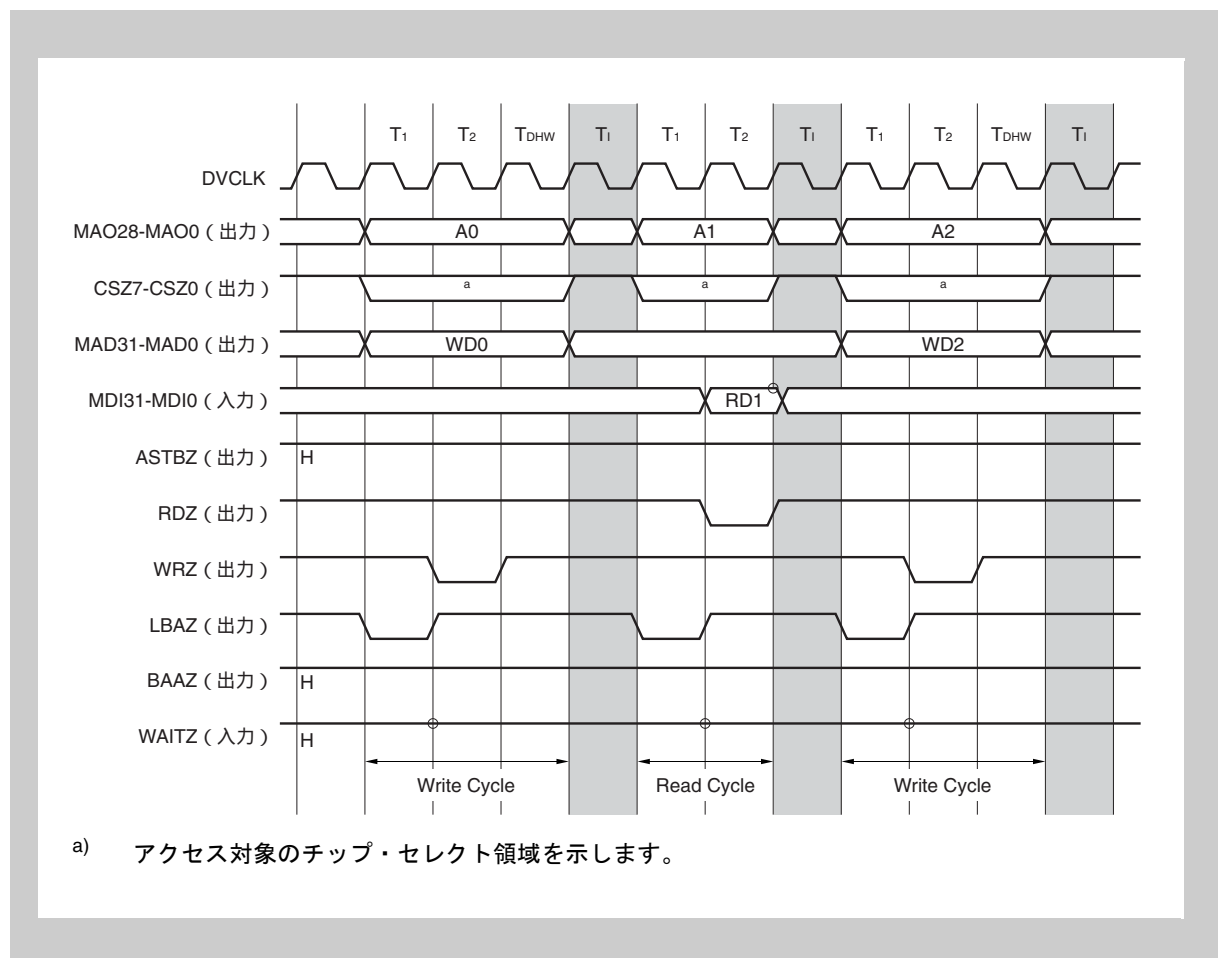 T1 T2 TDHW TI T1 T2 TI T1 T2 TDHW TI
DVCLK
MAO28-MAO0（出力） A0 A1 A2
CSZ7-CSZ0（出力） a a a
MAD31-MAD0（出力） WD0 WD2
MDI31-MDI0（入力） RD1
ASTBZ（出力） H
RDZ（出力）
WRZ（出力）
LBAZ（出力）
BAAZ（出力） H
WAITZ（入力） H
Write Cycle Read Cycle Write Cycle
a) アクセス対象のチップ・セレクト領域を示します。